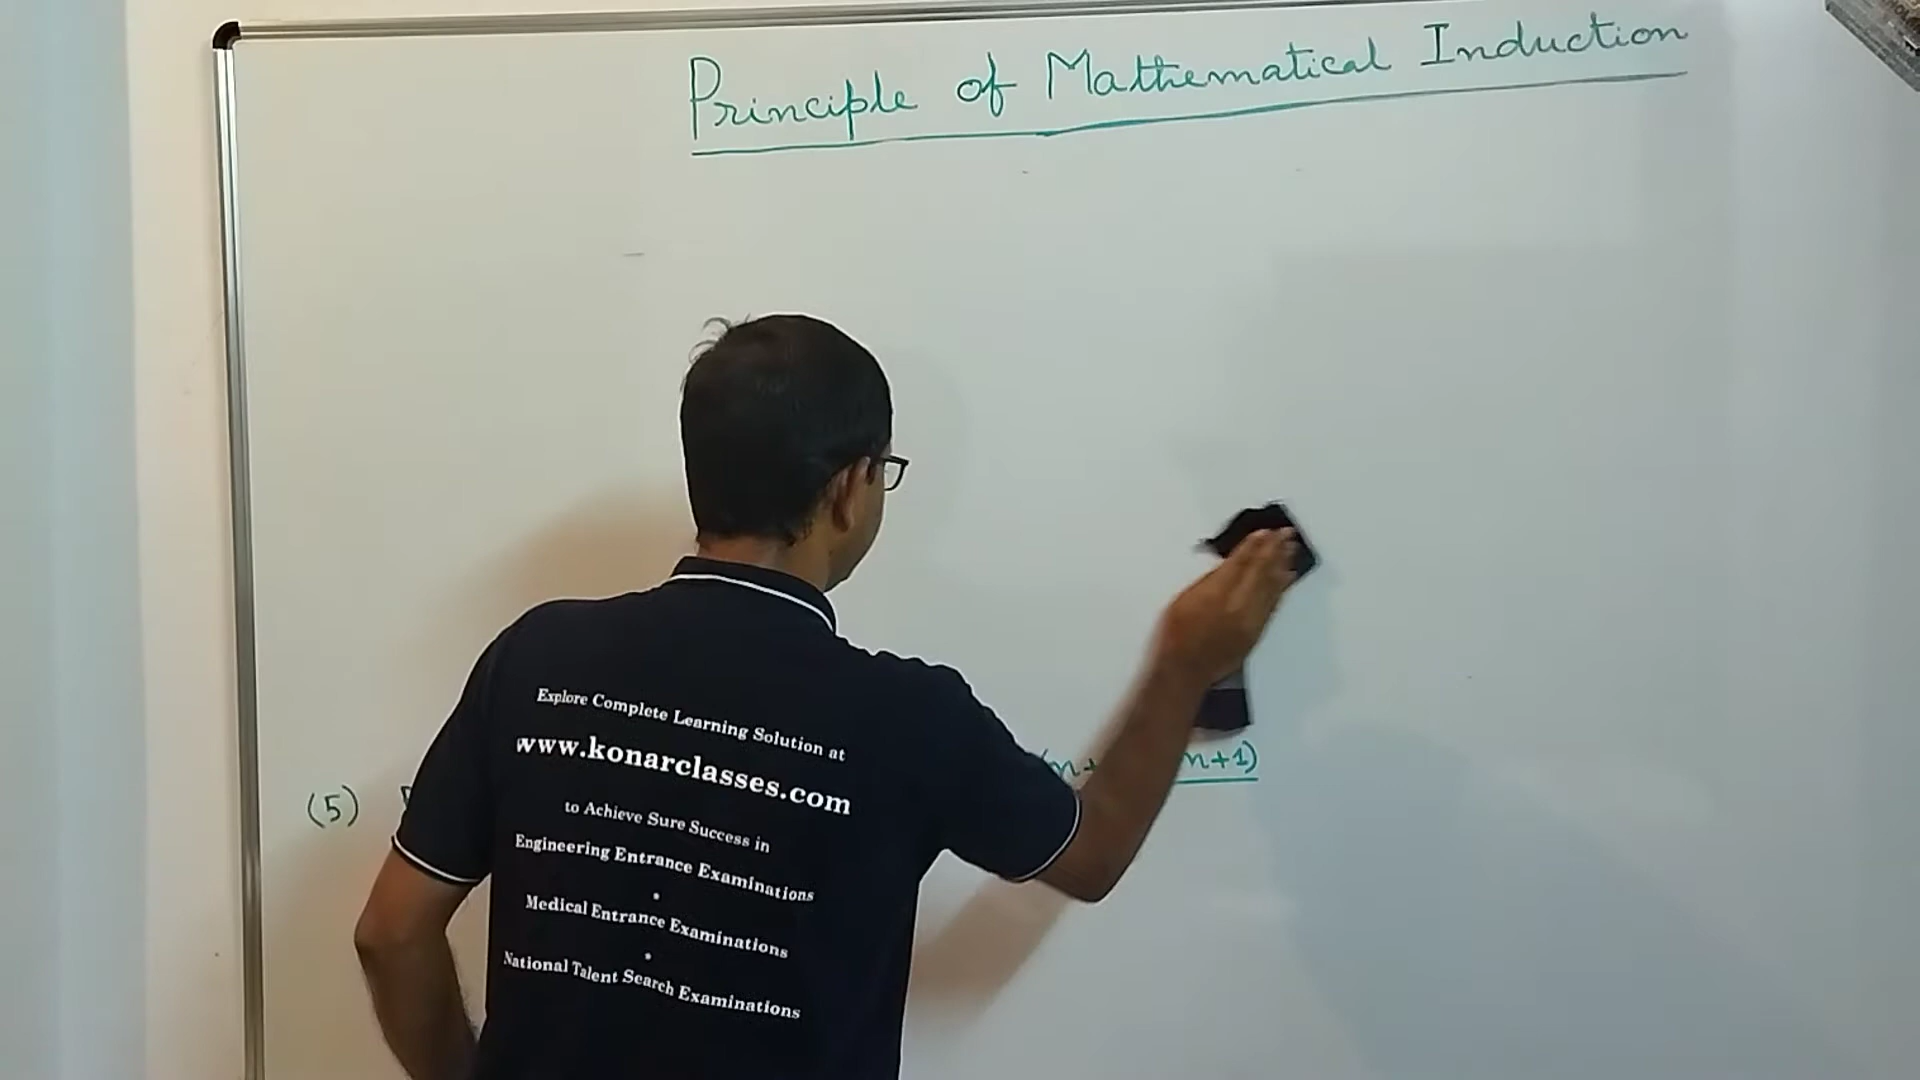 Principle of Mathematical Induction
(5)
n+1)
Explore Complete Learning Solution at
www.konarclasses.com
to Achieve Sure Success in
Engineering Entrance Examinations
•
Medical Entrance Examinations
•
National Talent Search Examinations